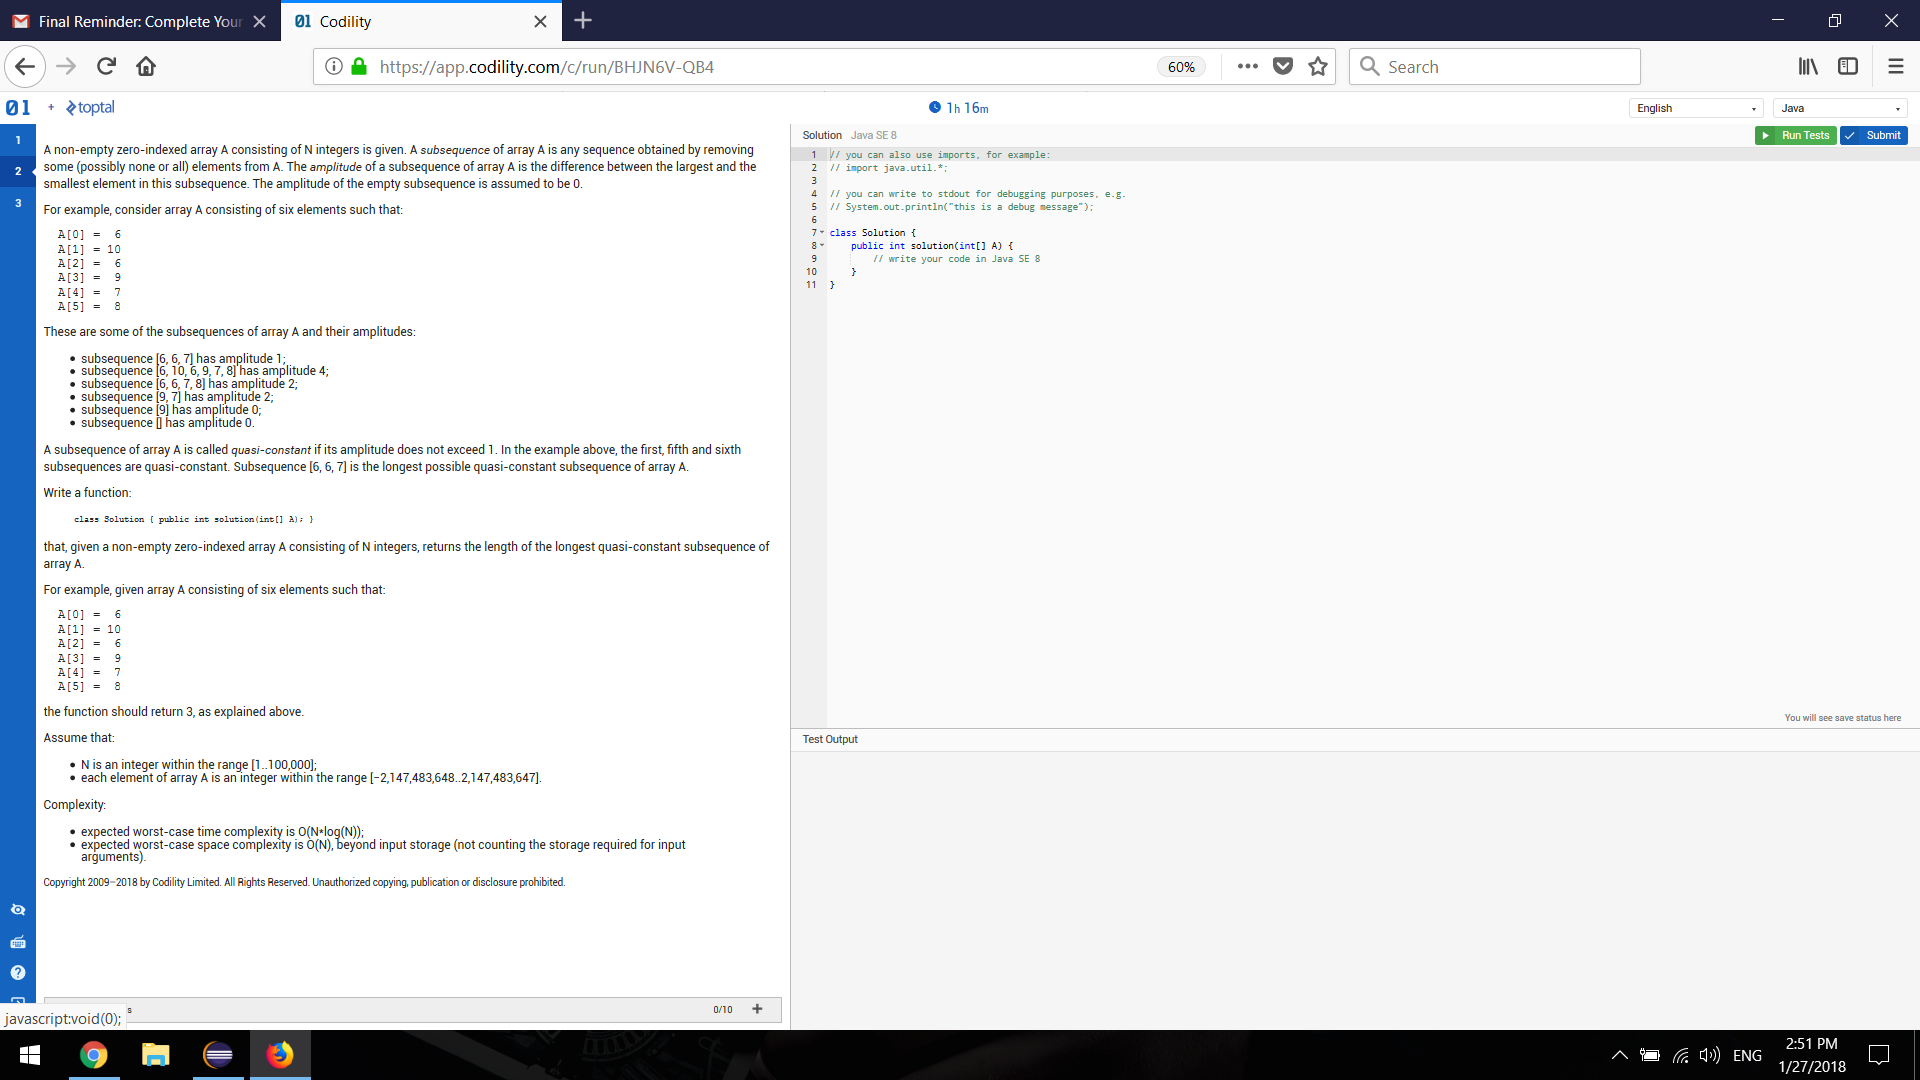 Final Reminder: Complete Your
01 Codility
https://app.codility.com/c/run/BHJN6V-QB4
60%
Search
01 + toptal
1h 16m
English
Java
1
2
3
A non-empty zero-indexed array A consisting of N integers is given. A subsequence of array A is any sequence obtained by removing
some (possibly none or all) elements from A. The amplitude of a subsequence of array A is the difference between the largest and the
smallest element in this subsequence. The amplitude of the empty subsequence is assumed to be 0.
For example, consider array A consisting of six elements such that:
A[0] = 6
A[1] = 10
A[2] = 6
A[3] = 9
A[4] = 7
A[5] = 8
These are some of the subsequences of array A and their amplitudes:
• subsequence [6, 6, 7] has amplitude 1;
• subsequence [6, 10, 6, 9, 7, 8] has amplitude 4;
• subsequence [6, 6, 7, 8] has amplitude 2;
• subsequence [9, 7] has amplitude 2;
• subsequence [9] has amplitude 0;
• subsequence [] has amplitude 0.
A subsequence of array A is called quasi-constant if its amplitude does not exceed 1. In the example above, the first, fifth and sixth
subsequences are quasi-constant. Subsequence [6, 6, 7] is the longest possible quasi-constant subsequence of array A.
Write a function:
class Solution { public int solution(int[] A); }
that, given a non-empty zero-indexed array A consisting of N integers, returns the length of the longest quasi-constant subsequence of
array A.
For example, given array A consisting of six elements such that:
A[0] = 6
A[1] = 10
A[2] = 6
A[3] = 9
A[4] = 7
A[5] = 8
the function should return 3, as explained above.
Assume that:
• N is an integer within the range [1..100,000];
• each element of array A is an integer within the range [−2,147,483,648..2,147,483,647].
Complexity:
• expected worst-case time complexity is O(N*log(N));
• expected worst-case space complexity is O(N), beyond input storage (not counting the storage required for input
arguments).
Copyright 2009–2018 by Codility Limited. All Rights Reserved. Unauthorized copying, publication or disclosure prohibited.
s
0/10 +
javascript:void(0);
Solution Java SE 8
Run Tests
Submit
1 // you can also use imports, for example:
2 // import java.util.*;
3
4 // you can write to stdout for debugging purposes, e.g.
5 // System.out.println("this is a debug message");
6
7 class Solution {
8 public int solution(int[] A) {
9 // write your code in Java SE 8
10 }
11 }
You will see save status here
Test Output
ENG
2:51 PM
1/27/2018